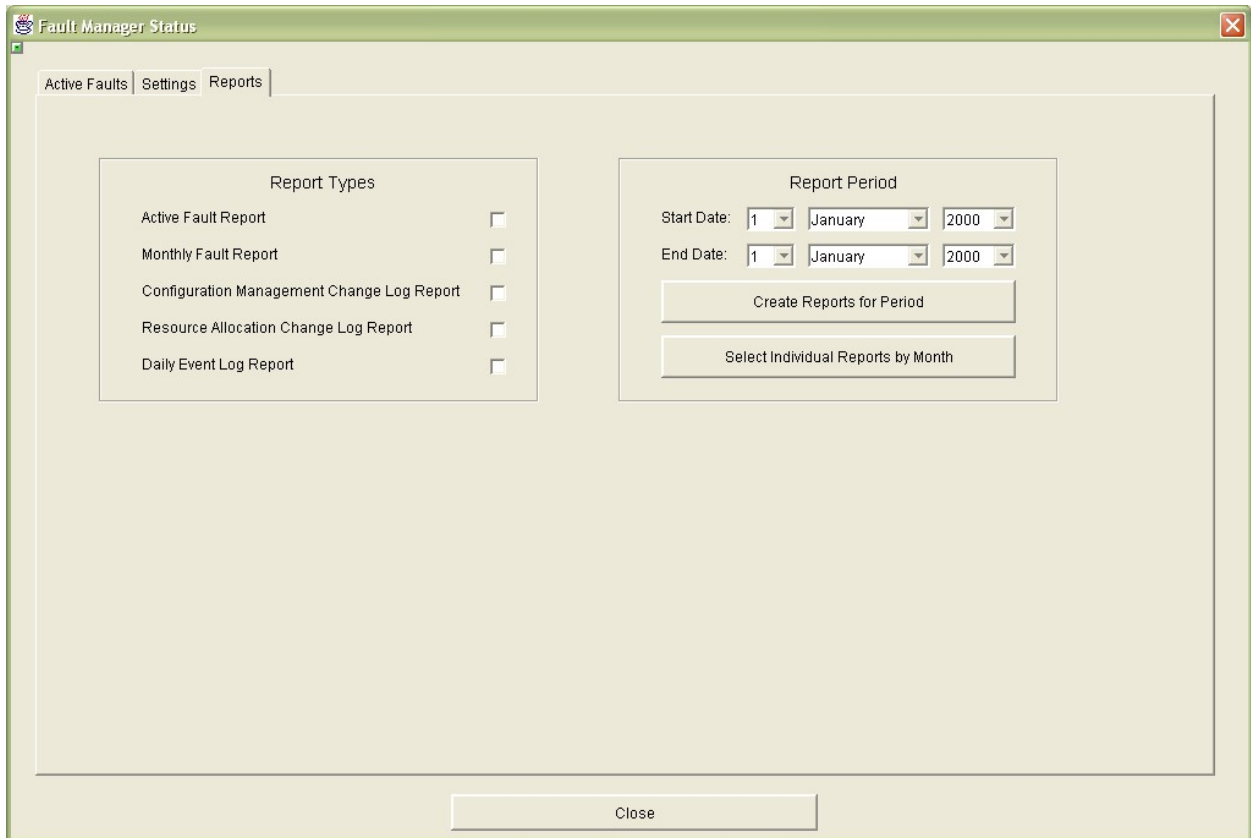 Fault Manager Status
Active Faults Settings Reports
Report Types
Active Fault Report
Monthly Fault Report
Configuration Management Change Log Report
Resource Allocation Change Log Report
Daily Event Log Report
Report Period
Start Date: 1 January 2000
End Date: 1 January 2000
Create Reports for Period
Select Individual Reports by Month
Close